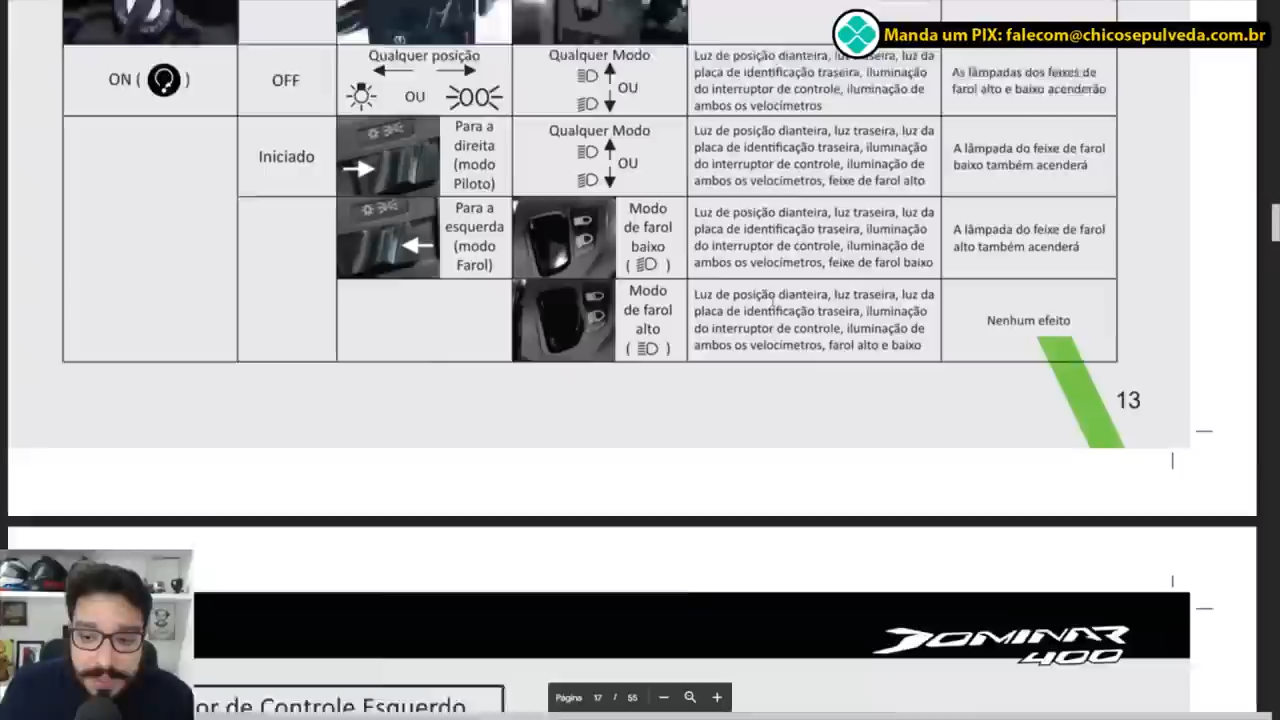 Manda um PIX: falecom@chicosepulveda.com.br
ON ( )
OFF
Qualquer posição
OU
Qualquer Modo
OU
Luz de posição dianteira, luz traseira, luz da
placa de identificação traseira, iluminação
do interruptor de controle, iluminação de
ambos os velocímetros
As lâmpadas dos feixes de
farol alto e baixo acenderão
Iniciado
Para a
direita
(modo
Piloto)
Qualquer Modo
OU
Luz de posição dianteira, luz traseira, luz da
placa de identificação traseira, iluminação
do interruptor de controle, iluminação de
ambos os velocímetros, feixe de farol alto
A lâmpada do feixe de farol
baixo também acenderá
Para a
esquerda
(modo
Farol)
Modo
de farol
baixo
( )
Luz de posição dianteira, luz traseira, luz da
placa de identificação traseira, iluminação
do interruptor de controle, iluminação de
ambos os velocímetros, feixe de farol baixo
A lâmpada do feixe de farol
alto também acenderá
Modo
de farol
alto
( )
Luz de posição dianteira, luz traseira, luz da
placa de identificação traseira, iluminação
do interruptor de controle, iluminação de
ambos os velocímetros, farol alto e baixo
Nenhum efeito
13
DOMINAR
400
or de Controle Esquerdo
Página 17 / 55